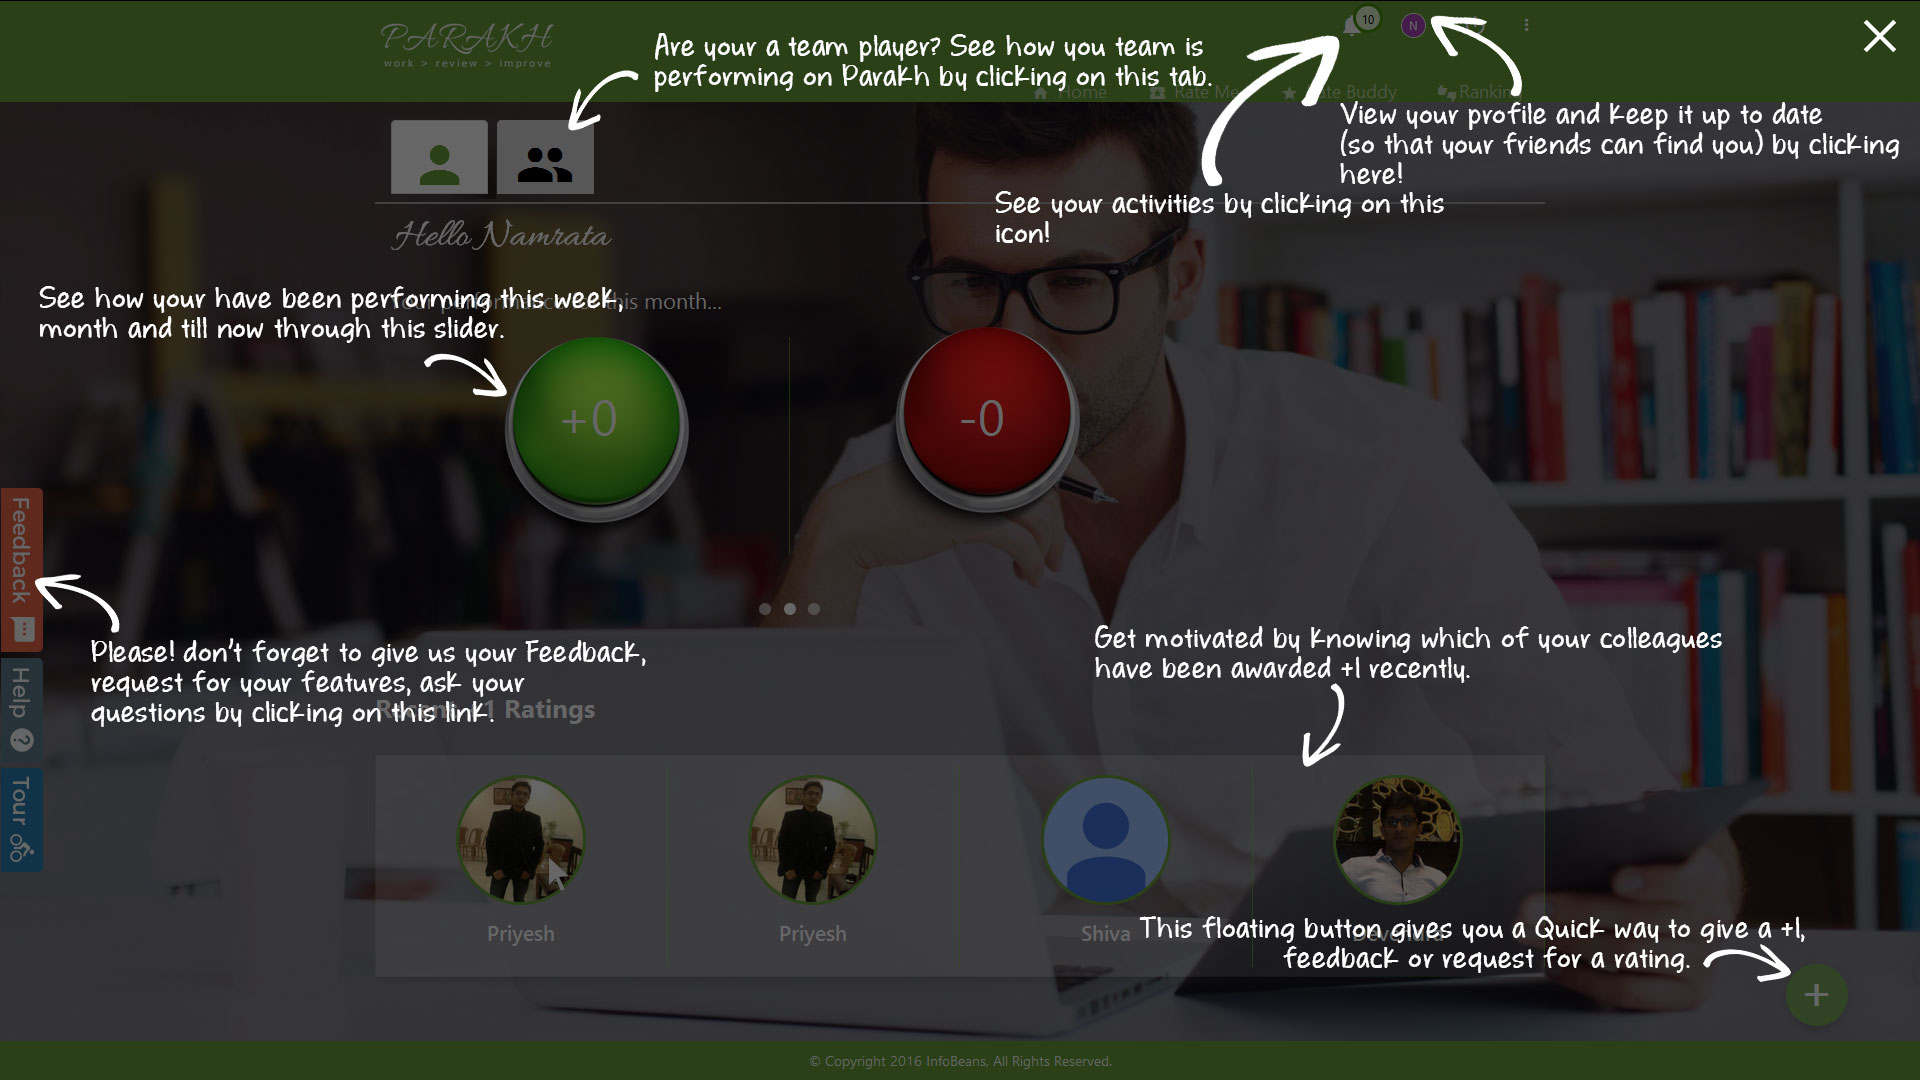 PARAKH
work > review > improve
10
N
Are your a team player? See how you team is
performing on Parakh by clicking on this tab.
Home
Rate Me
Rate Buddy
Ranking
View your profile and keep it up to date
(so that your friends can find you) by clicking
here!
See your activities by clicking on this
icon!
Hello Namrata
See how your have been performing this week,
month and till now through this slider.
this month...
+0
-0
Feedback
Help
Tour
Please! don't forget to give us your Feedback,
request for your features, ask your
questions by clicking on this link.
Recent +1 Ratings
Get motivated by knowing which of your colleagues
have been awarded +1 recently.
Priyesh
Priyesh
Shiva
This floating button gives you a Quick way to give a +1,
feedback or request for a rating.
+
© Copyright 2016 InfoBeans, All Rights Reserved.